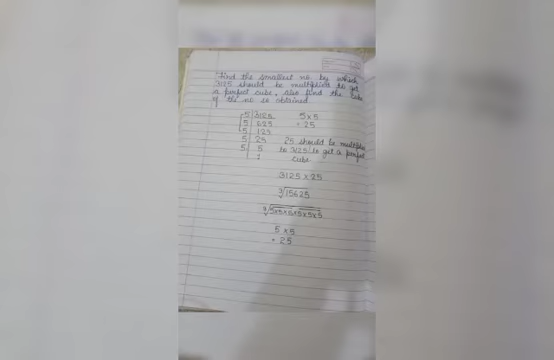 Find the smallest no. by which
3125 should be multiplied to get
a perfect cube, also find the cube
of the no so obtained
5 | 3125
5 | 625
5 | 125
5 | 25
5 | 5
1
5×5
= 25
25 should be multiplied
to 3125 to get a perfect
cube
3125 × 25
∛15625
∛5×5×5×5×5×5
5 × 5
= 25